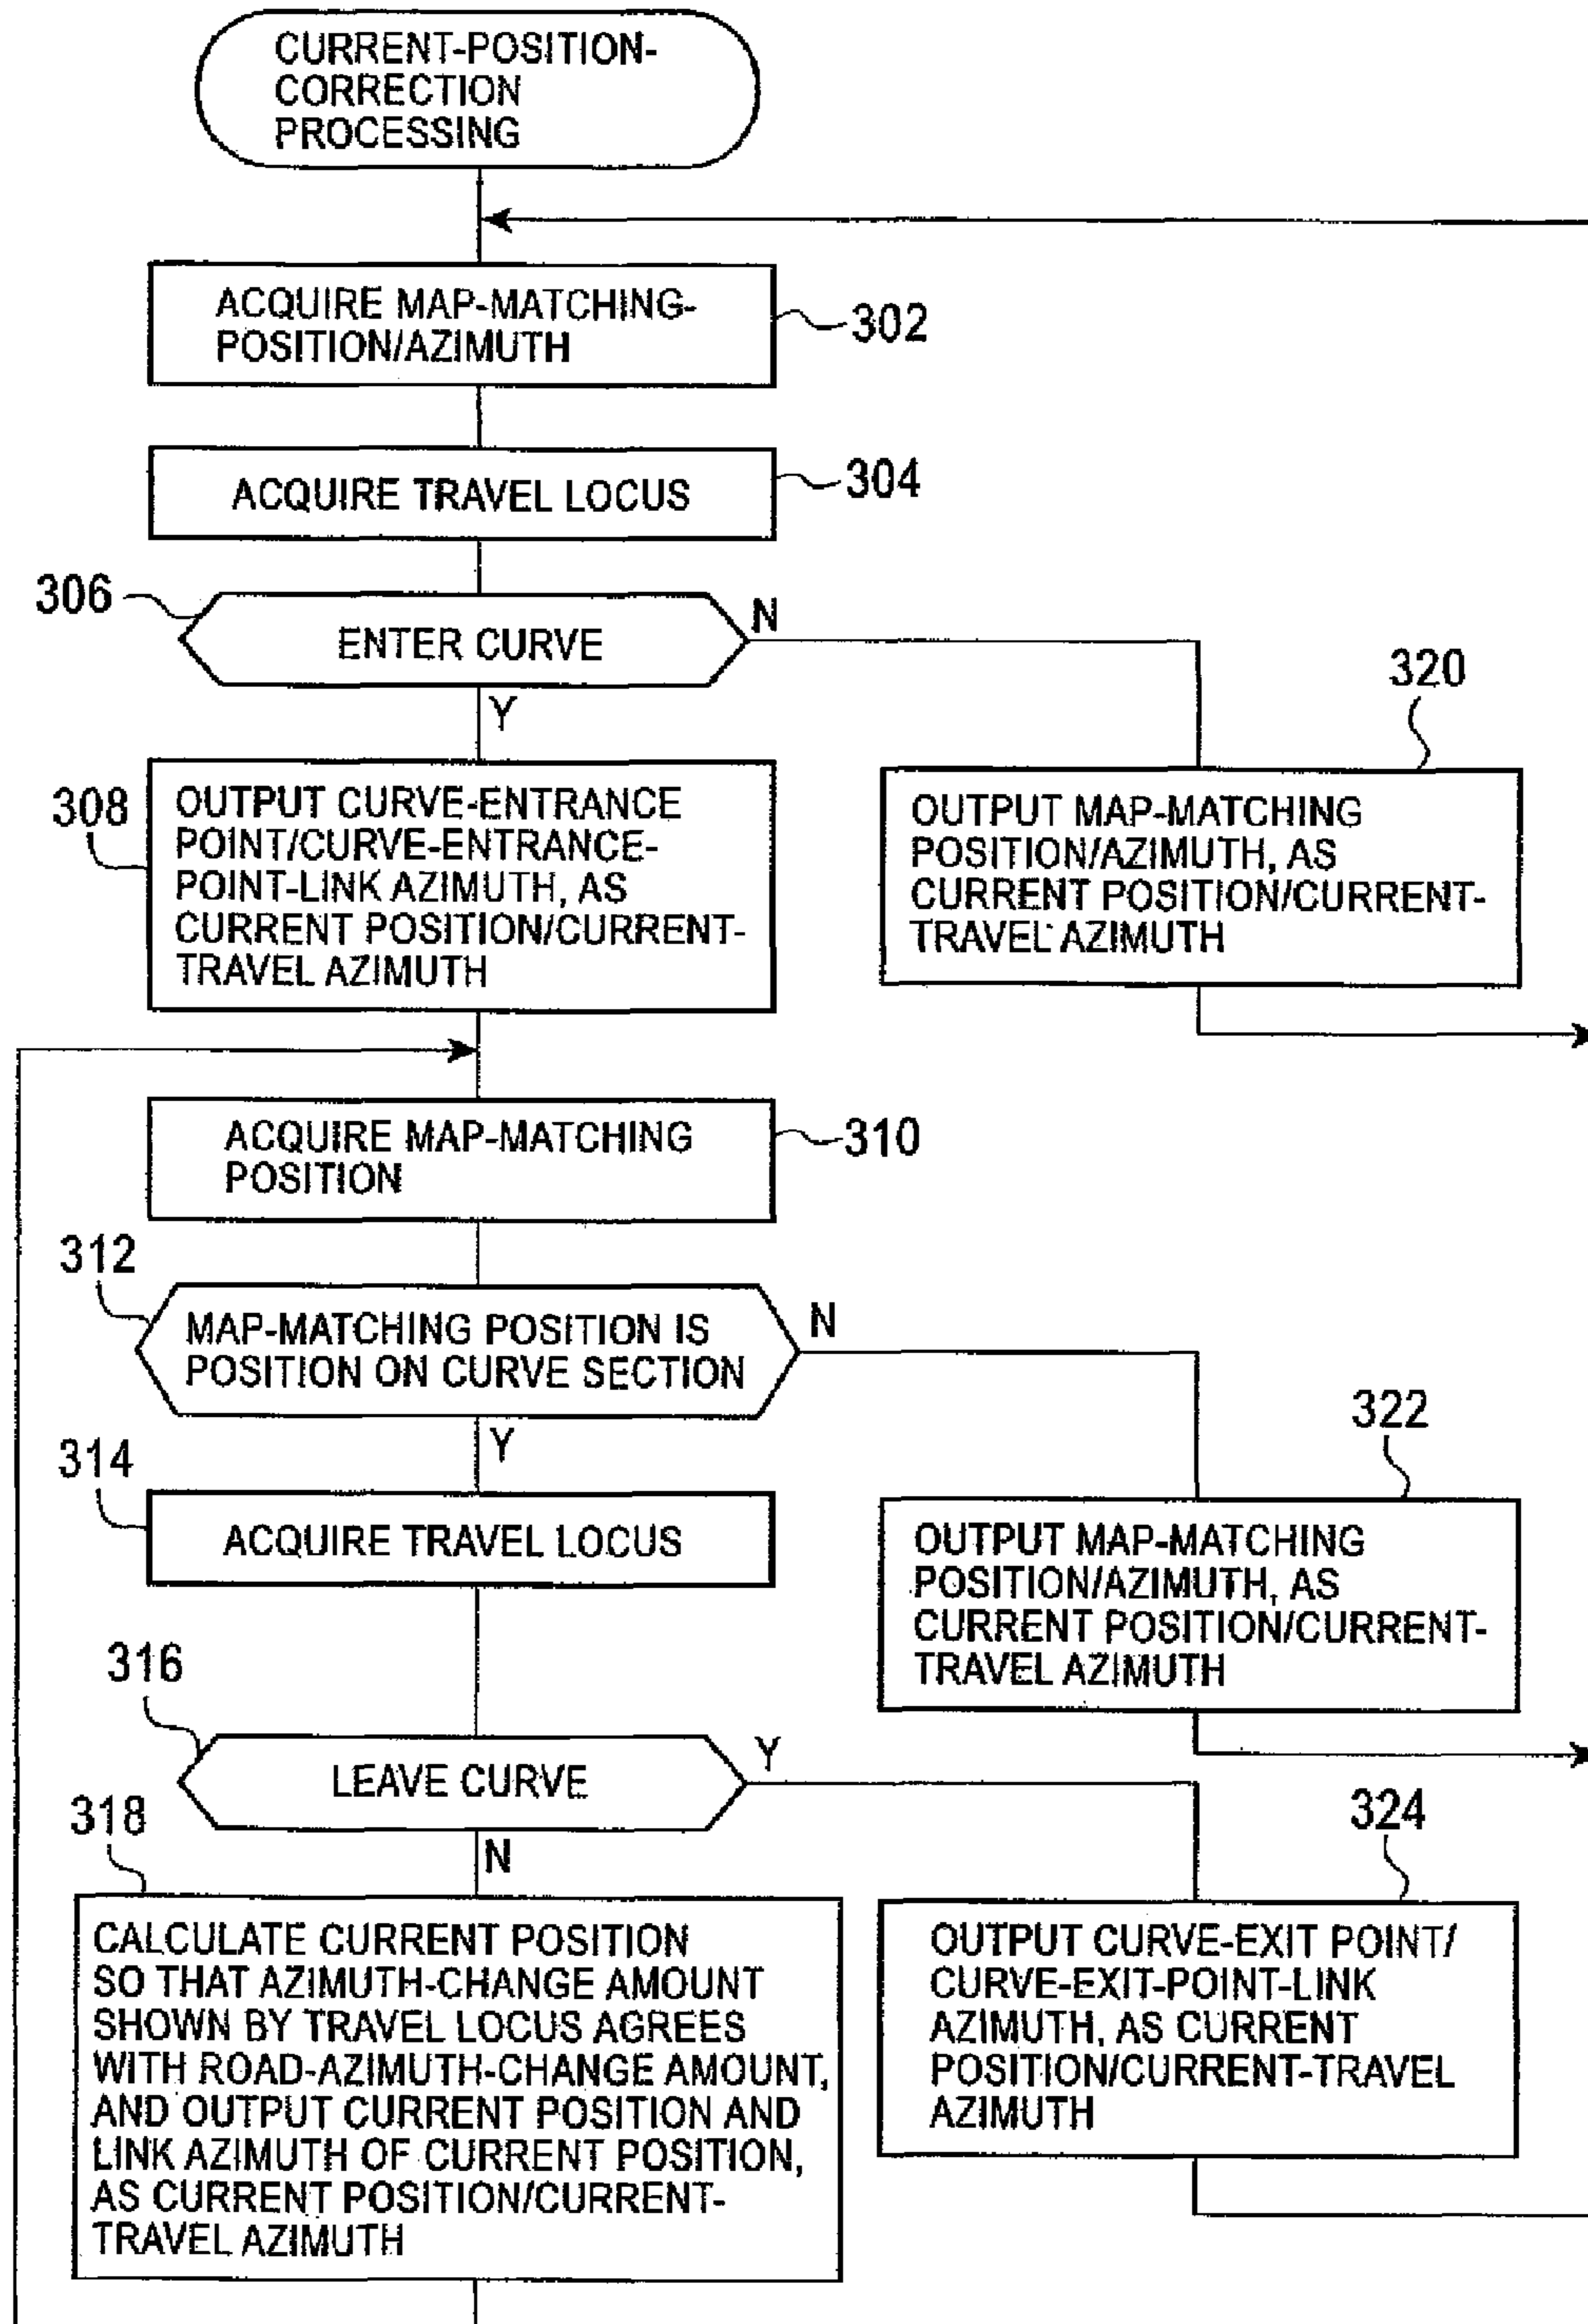 CURRENT-POSITION-
CORRECTION
PROCESSING
ACQUIRE MAP-MATCHING-
POSITION/AZIMUTH
302
ACQUIRE TRAVEL LOCUS
304
306
ENTER CURVE
N
Y
320
308
OUTPUT CURVE-ENTRANCE
POINT/CURVE-ENTRANCE-
POINT-LINK AZIMUTH, AS
CURRENT POSITION/CURRENT-
TRAVEL AZIMUTH
OUTPUT MAP-MATCHING
POSITION/AZIMUTH, AS
CURRENT POSITION/CURRENT-
TRAVEL AZIMUTH
ACQUIRE MAP-MATCHING
POSITION
310
312
MAP-MATCHING POSITION IS
POSITION ON CURVE SECTION
N
Y
322
314
ACQUIRE TRAVEL LOCUS
OUTPUT MAP-MATCHING
POSITION/AZIMUTH, AS
CURRENT POSITION/CURRENT-
TRAVEL AZIMUTH
316
LEAVE CURVE
Y
N
324
318
CALCULATE CURRENT POSITION
SO THAT AZIMUTH-CHANGE AMOUNT
SHOWN BY TRAVEL LOCUS AGREES
WITH ROAD-AZIMUTH-CHANGE AMOUNT,
AND OUTPUT CURRENT POSITION AND
LINK AZIMUTH OF CURRENT POSITION,
AS CURRENT POSITION/CURRENT-
TRAVEL AZIMUTH
OUTPUT CURVE-EXIT POINT/
CURVE-EXIT-POINT-LINK
AZIMUTH, AS CURRENT
POSITION/CURRENT-TRAVEL
AZIMUTH